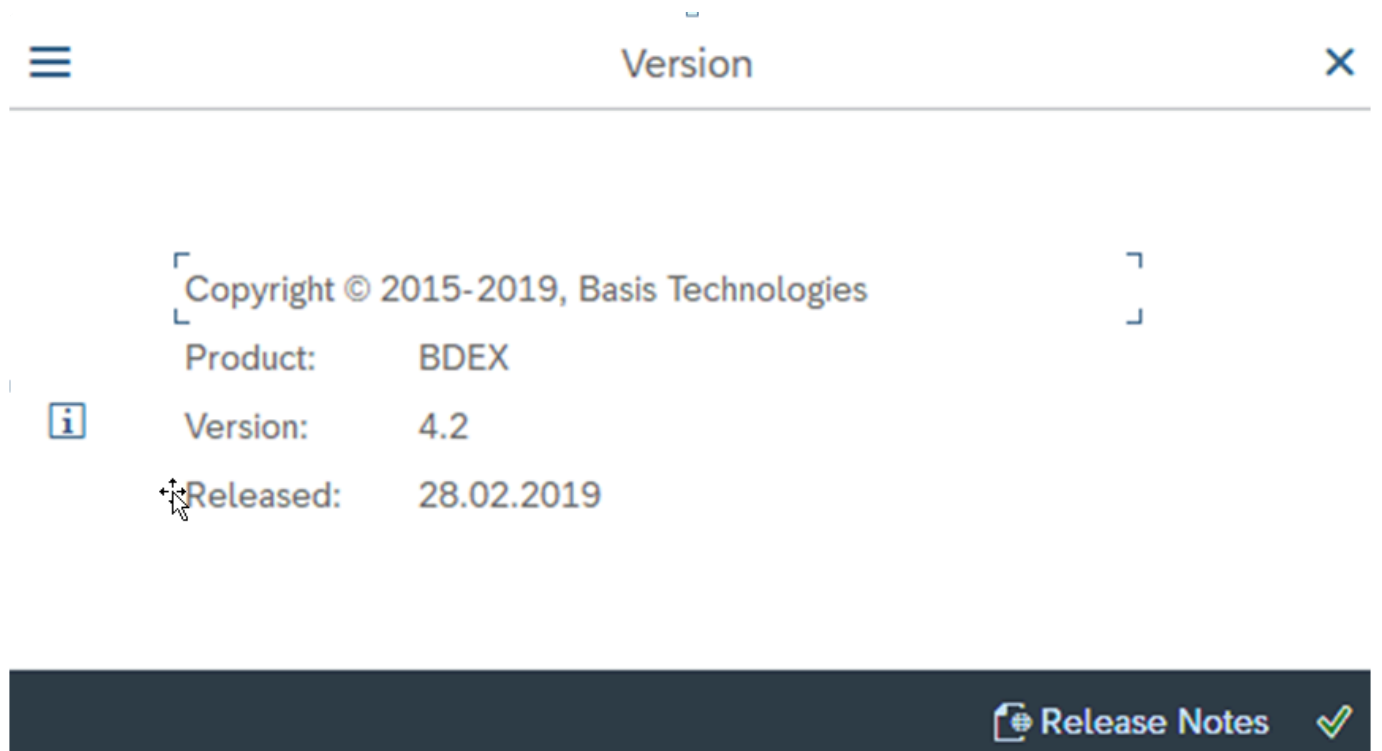 Version
Copyright © 2015-2019, Basis Technologies
Product: BDEX
Version: 4.2
Released: 28.02.2019
Release Notes